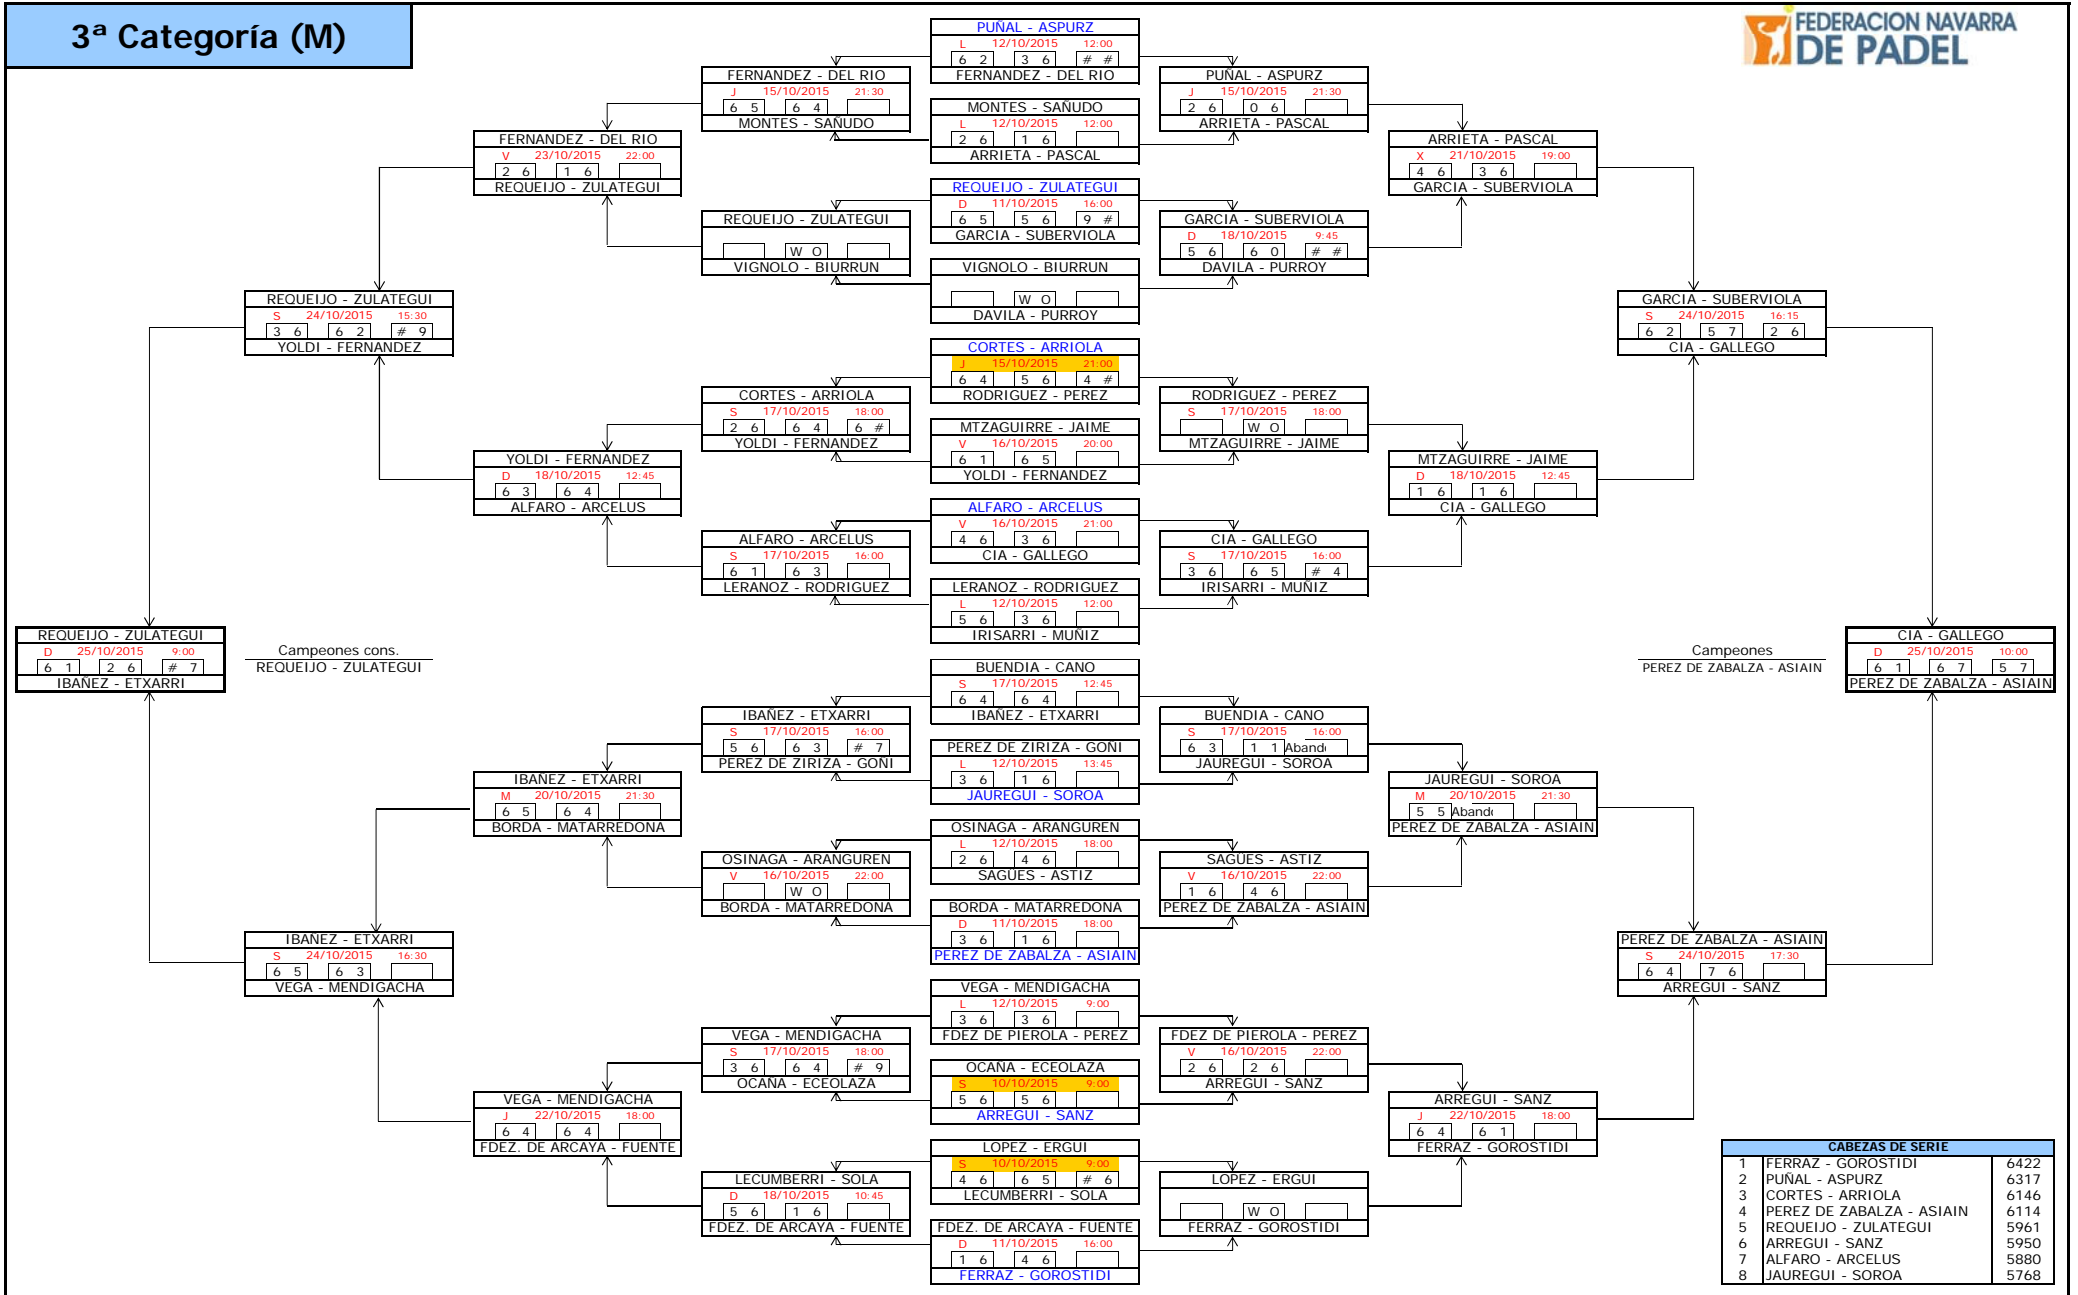 3ª Categoría (M)
FEDERACION NAVARRA
DE PADEL
PUÑAL - ASPURZ
L 12/10/2015 12:00
6 2 3 6 # #
FERNANDEZ - DEL RIO
MONTES - SAÑUDO
L 12/10/2015 12:00
2 6 1 6
ARRIETA - PASCAL
REQUEIJO - ZULATEGUI
D 11/10/2015 16:00
6 5 5 6 9 #
GARCIA - SUBERVIOLA
VIGNOLO - BIURRUN
W O
DAVILA - PURROY
CORTES - ARRIOLA
J 15/10/2015 21:00
6 4 5 6 4 #
RODRIGUEZ - PEREZ
MTZAGUIRRE - JAIME
V 16/10/2015 20:00
6 1 6 5
YOLDI - FERNANDEZ
ALFARO - ARCELUS
V 16/10/2015 21:00
4 6 3 6
CIA - GALLEGO
LERANOZ - RODRIGUEZ
L 12/10/2015 12:00
5 6 3 6
IRISARRI - MUÑIZ
BUENDIA - CANO
S 17/10/2015 12:45
6 4 6 4
IBAÑEZ - ETXARRI
PEREZ DE ZIRIZA - GOÑI
L 12/10/2015 13:45
3 6 1 6
JAUREGUI - SOROA
OSINAGA - ARANGUREN
L 12/10/2015 18:00
2 6 4 6
SAGÜES - ASTIZ
BORDA - MATARREDONA
D 11/10/2015 18:00
3 6 1 6
PEREZ DE ZABALZA - ASIAIN
VEGA - MENDIGACHA
L 12/10/2015 9:00
3 6 3 6
FDEZ DE PIEROLA - PEREZ
OCAÑA - ECEOLAZA
S 10/10/2015 9:00
5 6 5 6
ARREGUI - SANZ
LOPEZ - ERGUI
S 10/10/2015 9:00
4 6 6 5 # 6
LECUMBERRI - SOLA
FDEZ. DE ARCAYA - FUENTE
D 11/10/2015 16:00
1 6 4 6
FERRAZ - GOROSTIDI
FERNANDEZ - DEL RIO
J 15/10/2015 21:30
6 5 6 4
MONTES - SAÑUDO
REQUEIJO - ZULATEGUI
W O
VIGNOLO - BIURRUN
CORTES - ARRIOLA
S 17/10/2015 18:00
2 6 6 4 6 #
YOLDI - FERNANDEZ
ALFARO - ARCELUS
S 17/10/2015 16:00
6 1 6 3
LERANOZ - RODRIGUEZ
IBAÑEZ - ETXARRI
S 17/10/2015 16:00
5 6 6 3 # 7
PEREZ DE ZIRIZA - GOÑI
OSINAGA - ARANGUREN
V 16/10/2015 22:00
W O
BORDA - MATARREDONA
VEGA - MENDIGACHA
S 17/10/2015 18:00
3 6 6 4 # 9
OCAÑA - ECEOLAZA
LECUMBERRI - SOLA
D 18/10/2015 10:45
5 6 1 6
FDEZ. DE ARCAYA - FUENTE
FERNANDEZ - DEL RIO
V 23/10/2015 22:00
2 6 1 6
REQUEIJO - ZULATEGUI
YOLDI - FERNANDEZ
D 18/10/2015 12:45
6 3 6 4
ALFARO - ARCELUS
IBAÑEZ - ETXARRI
M 20/10/2015 21:30
6 5 6 4
BORDA - MATARREDONA
VEGA - MENDIGACHA
J 22/10/2015 18:00
6 4 6 4
FDEZ. DE ARCAYA - FUENTE
REQUEIJO - ZULATEGUI
S 24/10/2015 15:30
3 6 6 2 # 9
YOLDI - FERNANDEZ
IBAÑEZ - ETXARRI
S 24/10/2015 16:30
6 5 6 3
VEGA - MENDIGACHA
REQUEIJO - ZULATEGUI
D 25/10/2015 9:00
6 1 2 6 # 7
IBAÑEZ - ETXARRI
Campeones cons.
REQUEIJO - ZULATEGUI
PUÑAL - ASPURZ
J 15/10/2015 21:30
2 6 0 6
ARRIETA - PASCAL
GARCIA - SUBERVIOLA
D 18/10/2015 9:45
5 6 6 0 # #
DAVILA - PURROY
RODRIGUEZ - PEREZ
S 17/10/2015 18:00
W O
MTZAGUIRRE - JAIME
CIA - GALLEGO
S 17/10/2015 16:00
3 6 6 5 # 4
IRISARRI - MUÑIZ
BUENDIA - CANO
S 17/10/2015 16:00
6 3 1 1 Aband
JAUREGUI - SOROA
SAGÜES - ASTIZ
V 16/10/2015 22:00
1 6 4 6
PEREZ DE ZABALZA - ASIAIN
FDEZ DE PIEROLA - PEREZ
V 16/10/2015 22:00
2 6 2 6
ARREGUI - SANZ
LOPEZ - ERGUI
W O
FERRAZ - GOROSTIDI
ARRIETA - PASCAL
X 21/10/2015 19:00
4 6 3 6
GARCIA - SUBERVIOLA
MTZAGUIRRE - JAIME
D 18/10/2015 12:45
1 6 1 6
CIA - GALLEGO
JAUREGUI - SOROA
M 20/10/2015 21:30
5 5 Aband
PEREZ DE ZABALZA - ASIAIN
ARREGUI - SANZ
J 22/10/2015 18:00
6 4 6 1
FERRAZ - GOROSTIDI
GARCIA - SUBERVIOLA
S 24/10/2015 16:15
6 2 5 7 2 6
CIA - GALLEGO
PEREZ DE ZABALZA - ASIAIN
S 24/10/2015 17:30
6 4 7 6
ARREGUI - SANZ
Campeones
PEREZ DE ZABALZA - ASIAIN
CIA - GALLEGO
D 25/10/2015 10:00
6 1 6 7 5 7
PEREZ DE ZABALZA - ASIAIN
CABEZAS DE SERIE
1 FERRAZ - GOROSTIDI 6422
2 PUÑAL - ASPURZ 6317
3 CORTES - ARRIOLA 6146
4 PEREZ DE ZABALZA - ASIAIN 6114
5 REQUEIJO - ZULATEGUI 5961
6 ARREGUI - SANZ 5950
7 ALFARO - ARCELUS 5880
8 JAUREGUI - SOROA 5768